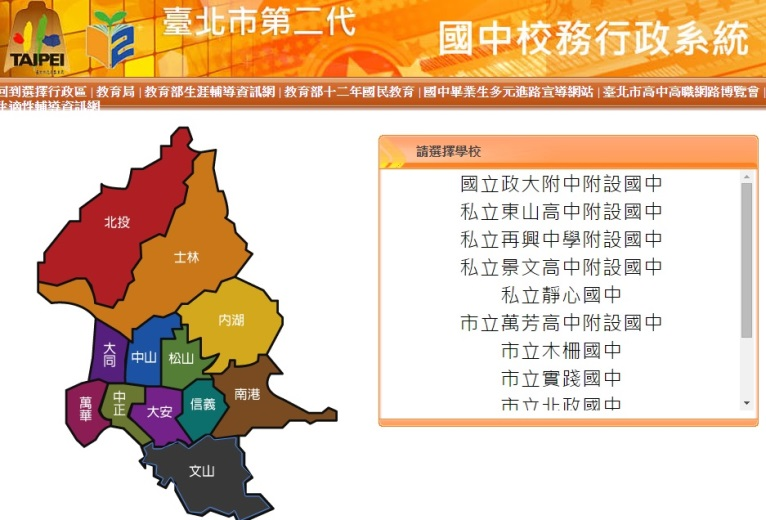 臺北市第二代
國中校務行政系統
TAIPEI
回到選擇行政區 | 教育局 | 教育部生涯輔導資訊網 | 教育部十二年國民教育 | 國中畢業生多元進路宣導網站 | 臺北市高中高職網路博覽會 |
適性輔導資訊網
北投
士林
內湖
大同
中山
松山
南港
萬華
中正
大安
信義
文山
請選擇學校
國立政大附中附設國中
私立東山高中附設國中
私立再興中學附設國中
私立景文高中附設國中
私立靜心國中
市立萬芳高中附設國中
市立木柵國中
市立實踐國中
市立北政國中